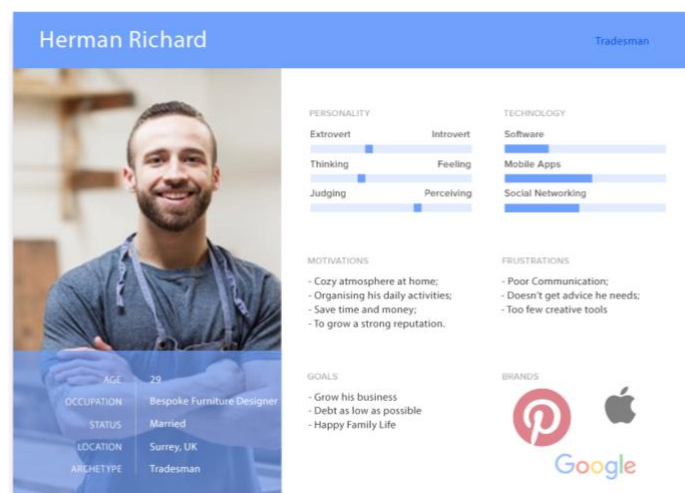 Herman Richard
Tradesman
PERSONALITY
Extrovert Introvert
Thinking Feeling
Judging Perceiving
TECHNOLOGY
Software
Mobile Apps
Social Networking
MOTIVATIONS
- Cozy atmosphere at home;
- Organising his daily activities;
- Save time and money;
- To grow a strong reputation.
FRUSTRATIONS
- Poor Communication;
- Doesn't get advice he needs;
- Too few creative tools
AGE 29
OCCUPATION Bespoke Furniture Designer
STATUS Married
LOCATION Surrey, UK
ARCHETYPE Tradesman
GOALS
- Grow his business
- Debt as low as possible
- Happy Family Life
BRANDS
Google